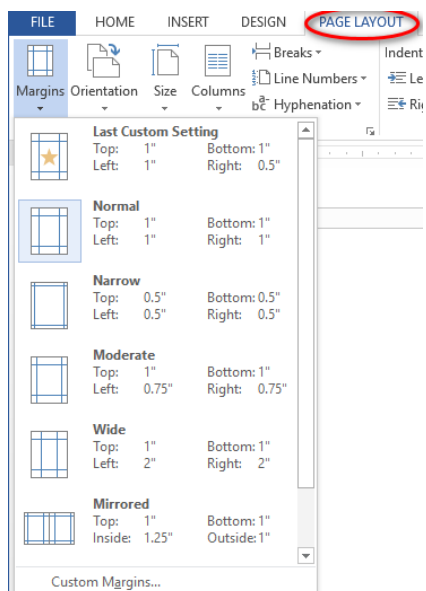 FILE HOME INSERT DESIGN PAGE LAYOUT
Breaks Indent
Line Numbers Le
Margins Orientation Size Columns
Hyphenation Ri
Last Custom Setting
Top: 1" Bottom: 1"
Left: 1" Right: 0.5"
Normal
Top: 1" Bottom: 1"
Left: 1" Right: 1"
Narrow
Top: 0.5" Bottom: 0.5"
Left: 0.5" Right: 0.5"
Moderate
Top: 1" Bottom: 1"
Left: 0.75" Right: 0.75"
Wide
Top: 1" Bottom: 1"
Left: 2" Right: 2"
Mirrored
Top: 1" Bottom: 1"
Inside: 1.25" Outside: 1"
Custom Margins...